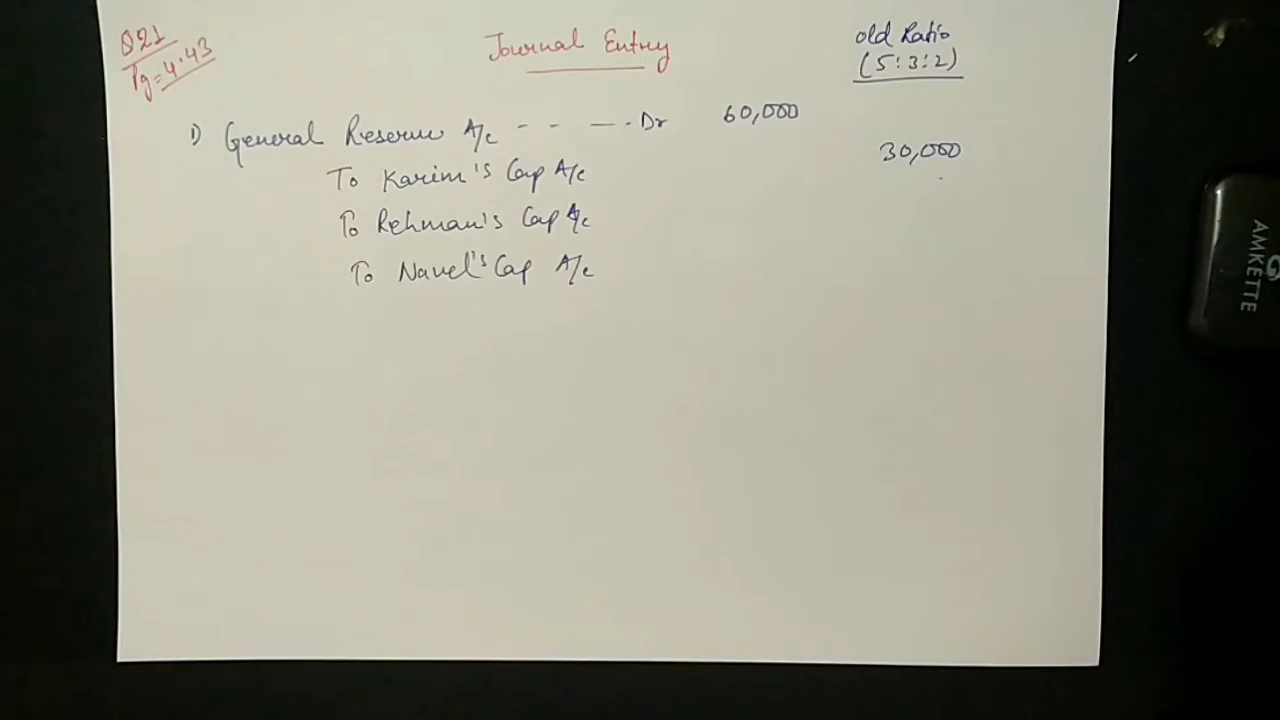 Q21
Pg = 4.43
Journal Entry
Old Ratio
(5:3:2)
1) General Reserve A/c - - - - Dr 60,000
To Karim's Cap A/c 30,000
To Rehman's Cap A/c
To Navel's Cap A/c
AMKETTE